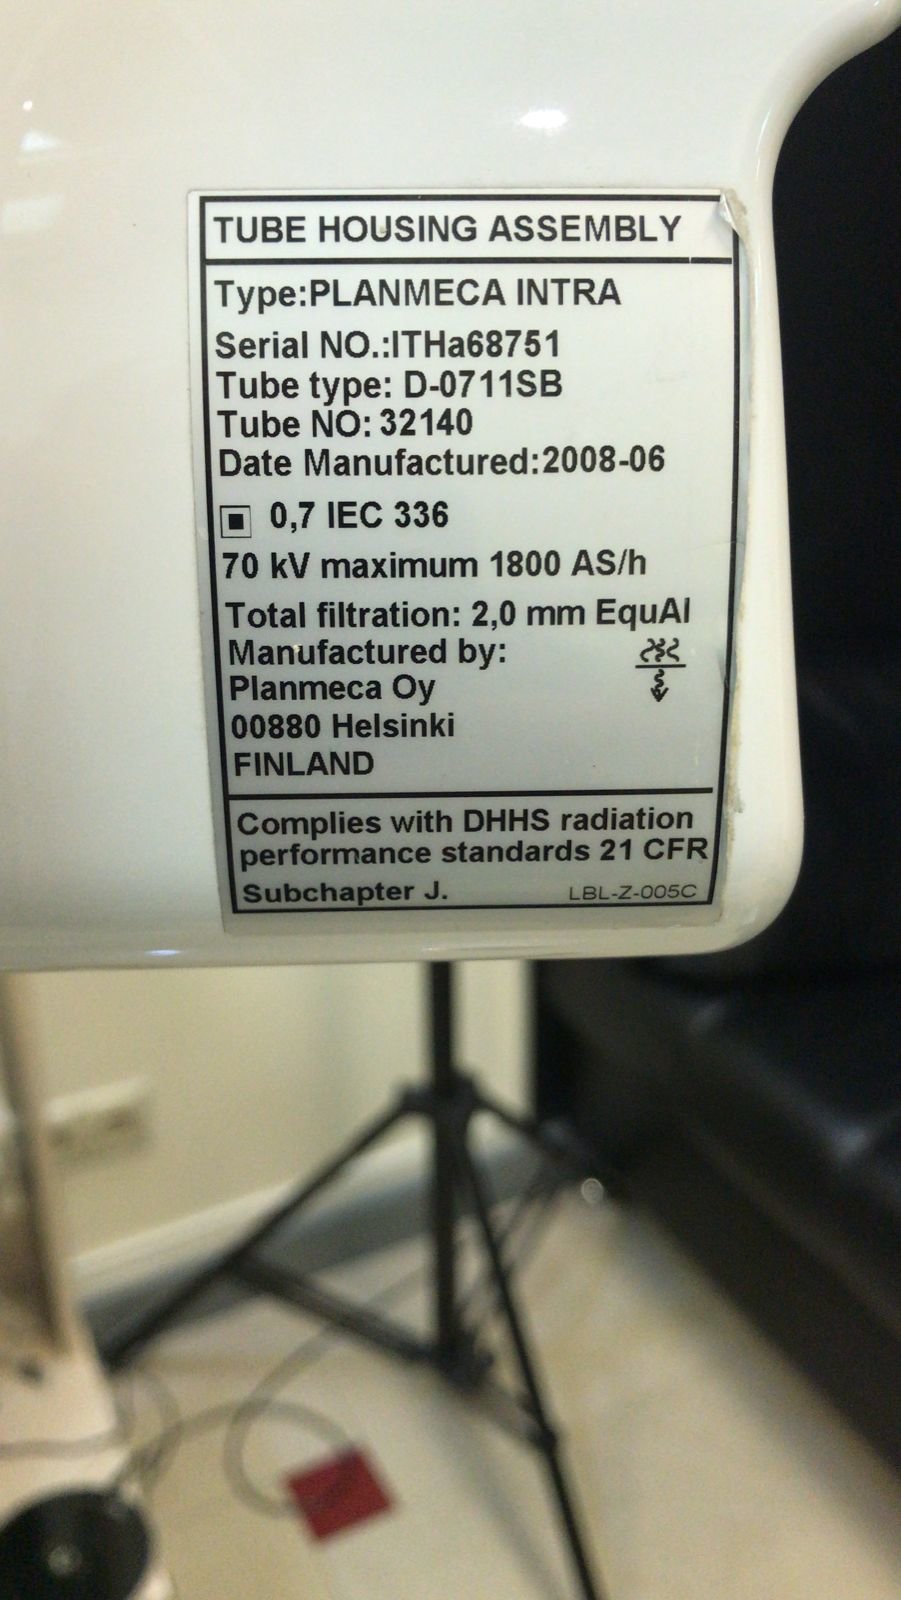 TUBE HOUSING ASSEMBLY
Type:PLANMECA INTRA
Serial NO.:ITHa68751
Tube type: D-0711SB
Tube NO: 32140
Date Manufactured:2008-06
0,7 IEC 336
70 kV maximum 1800 AS/h
Total filtration: 2,0 mm EquAl
Manufactured by:
Planmeca Oy
00880 Helsinki
FINLAND
Complies with DHHS radiation
performance standards 21 CFR
Subchapter J. LBL-Z-005C